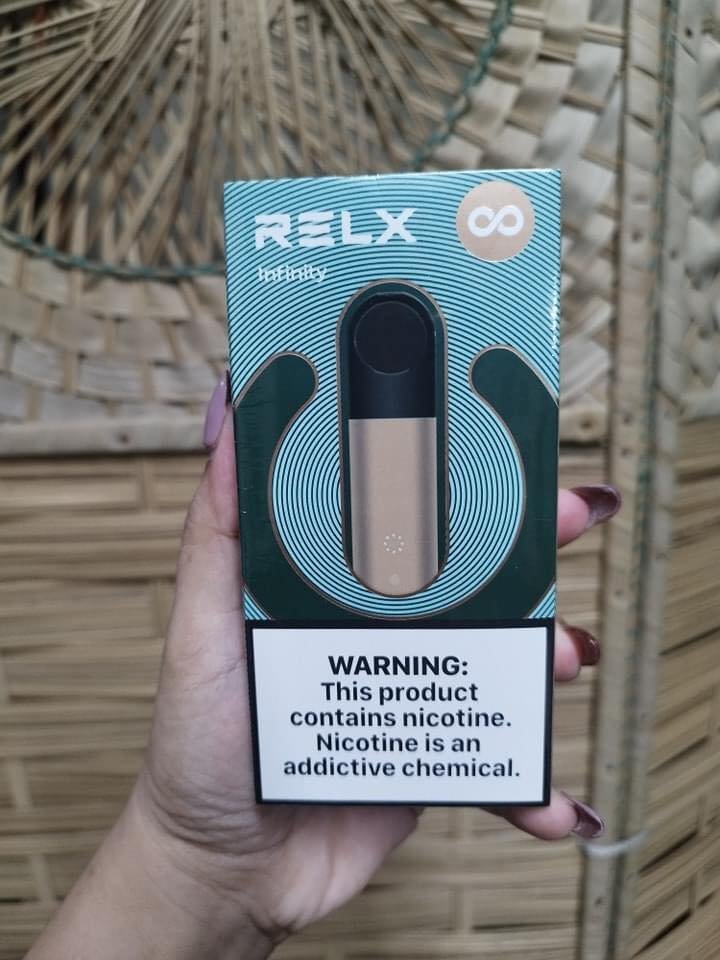 RELX
Infinity
WARNING:
This product
contains nicotine.
Nicotine is an
addictive chemical.